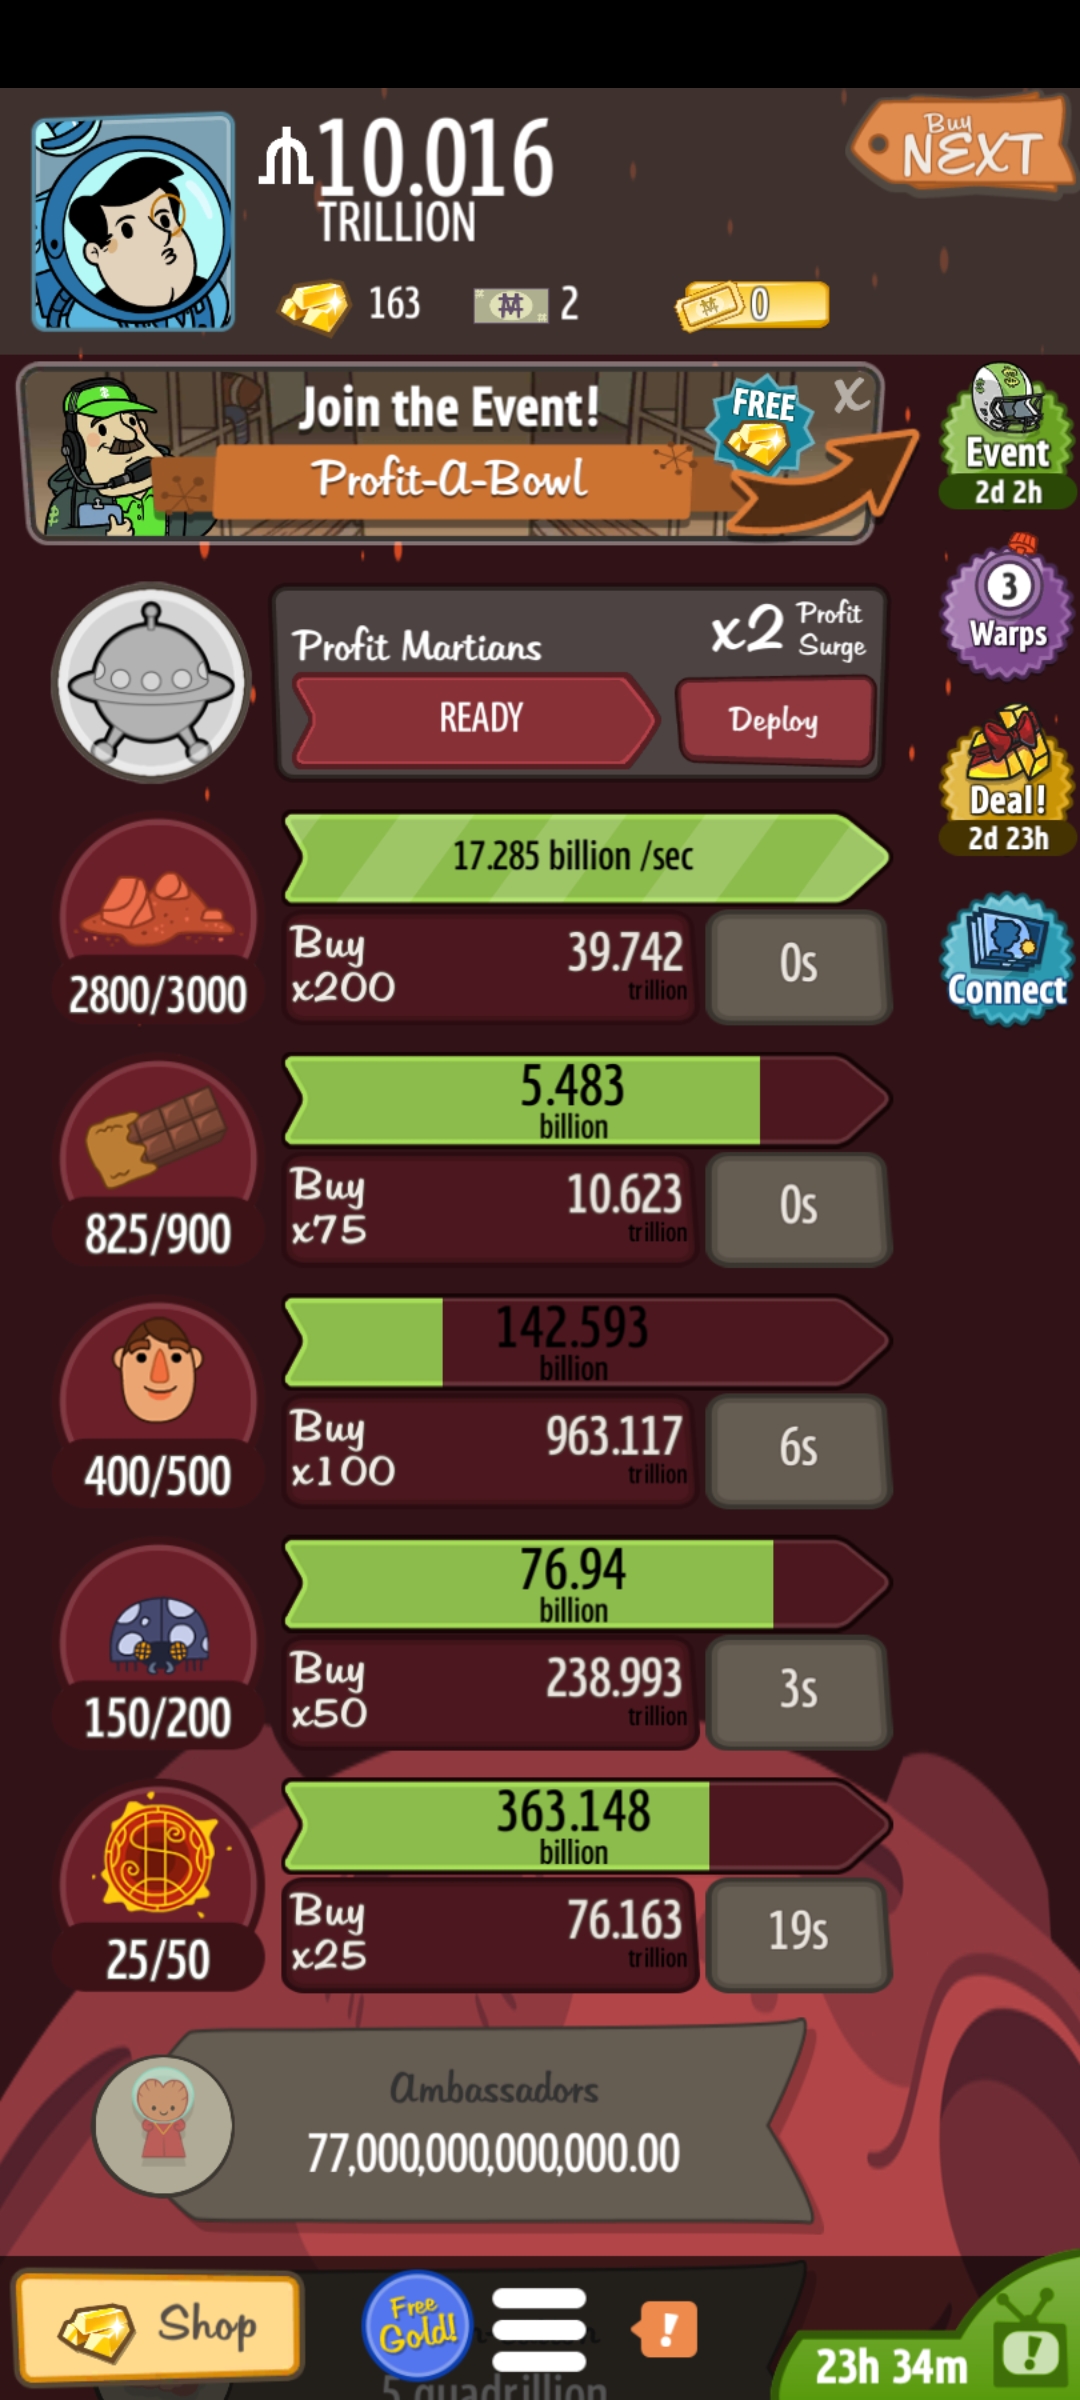 10.016
TRILLION
Buy
NEXT
163
2
0
Join the Event!
Profit-A-Bowl
FREE
X
Event
2d 2h
3
Warps
Profit Martians
x2 Profit Surge
READY
Deploy
Deal!
2d 23h
17.285 billion /sec
2800/3000
Buy
x200
39.742
trillion
0s
Connect
5.483
billion
825/900
Buy
x75
10.623
trillion
0s
142.593
billion
400/500
Buy
x100
963.117
trillion
6s
76.94
billion
150/200
Buy
x50
238.993
trillion
3s
363.148
billion
25/50
Buy
x25
76.163
trillion
19s
Ambassadors
77,000,000,000,000.00
Shop
Free
Gold!
!
5 quadrillion
23h 34m
!